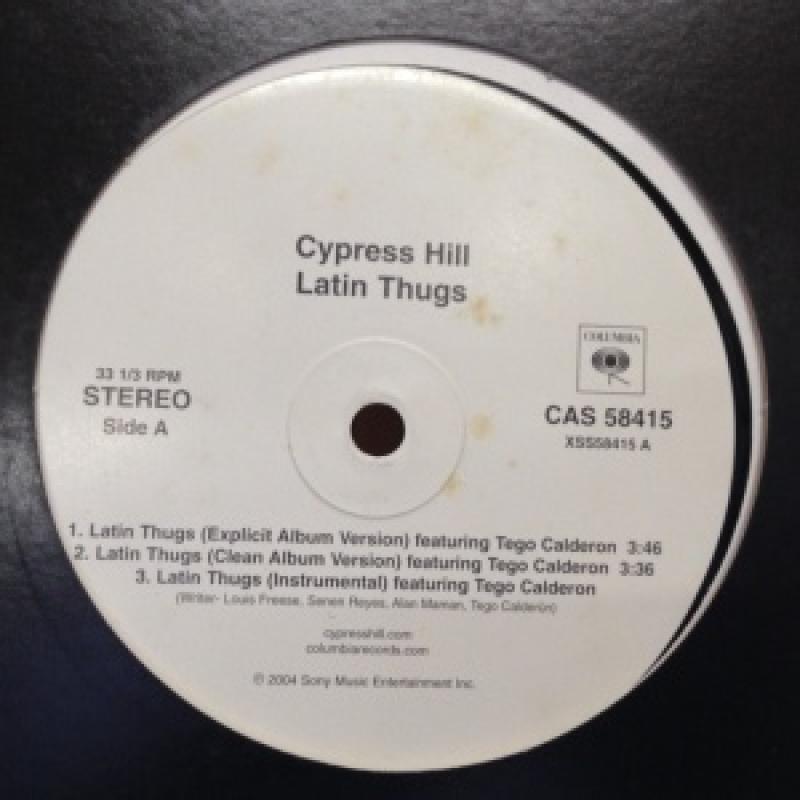 Cypress Hill
Latin Thugs
33 1/3 RPM
STEREO
Side A
COLUMBIA
CAS 58415
XSS58415 A
1. Latin Thugs (Explicit Album Version) featuring Tego Calderon 3:46
2. Latin Thugs (Clean Album Version) featuring Tego Calderon 3:36
3. Latin Thugs (Instrumental) featuring Tego Calderon
(Writer- Louis Freese, Senen Reyes, Alan Maman, Tego Calderón)
cypresshill.com
columbiarecords.com
© 2004 Sony Music Entertainment Inc.